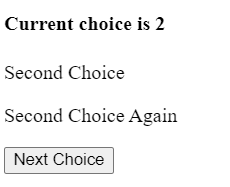 Current choice is 2
Second Choice
Second Choice Again
Next Choice